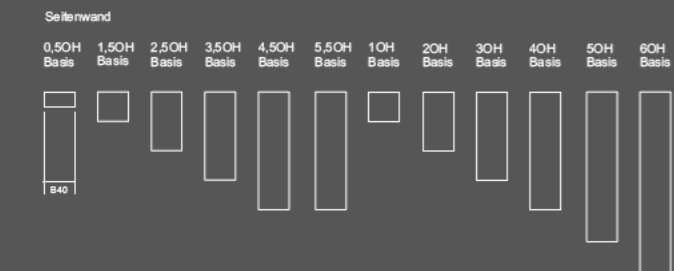 Seitenwand
0,5OH 1,5OH 2,5OH 3,5OH 4,5OH 5,5OH 1OH 2OH 3OH 4OH 5OH 6OH
Basis Basis Basis Basis Basis Basis Basis Basis Basis Basis Basis Basis
B40